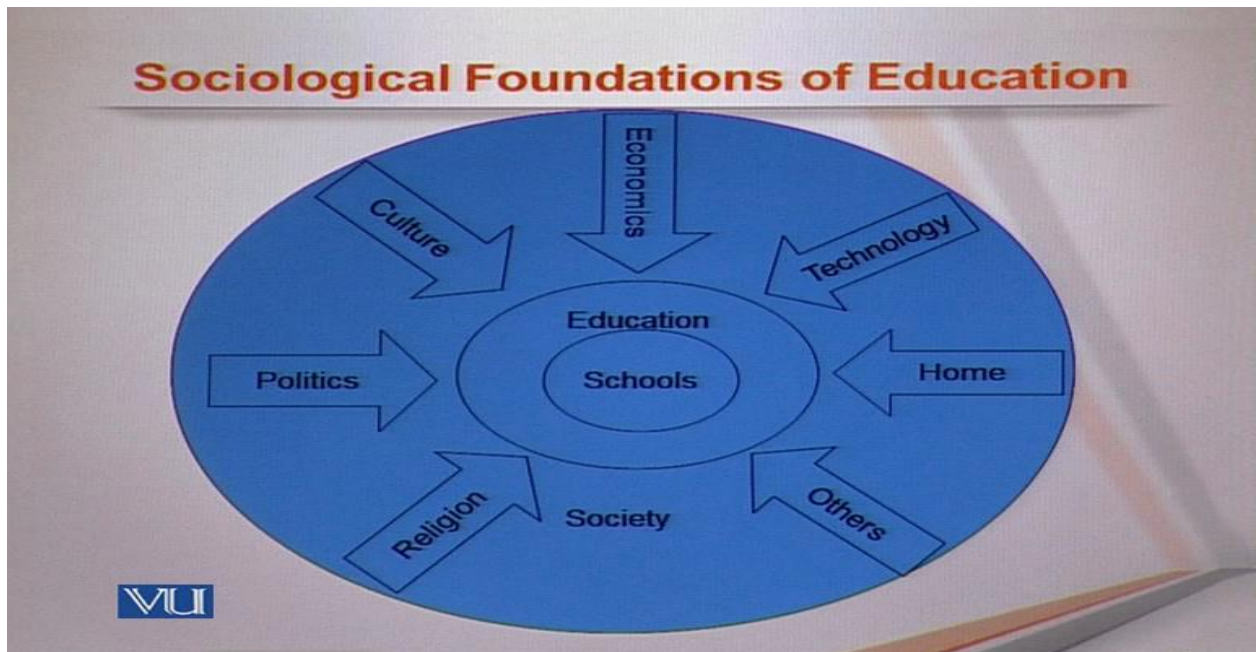 Sociological Foundations of Education
Economics
Culture
Technology
Education
Schools
Politics
Home
Religion
Society
Others
VU